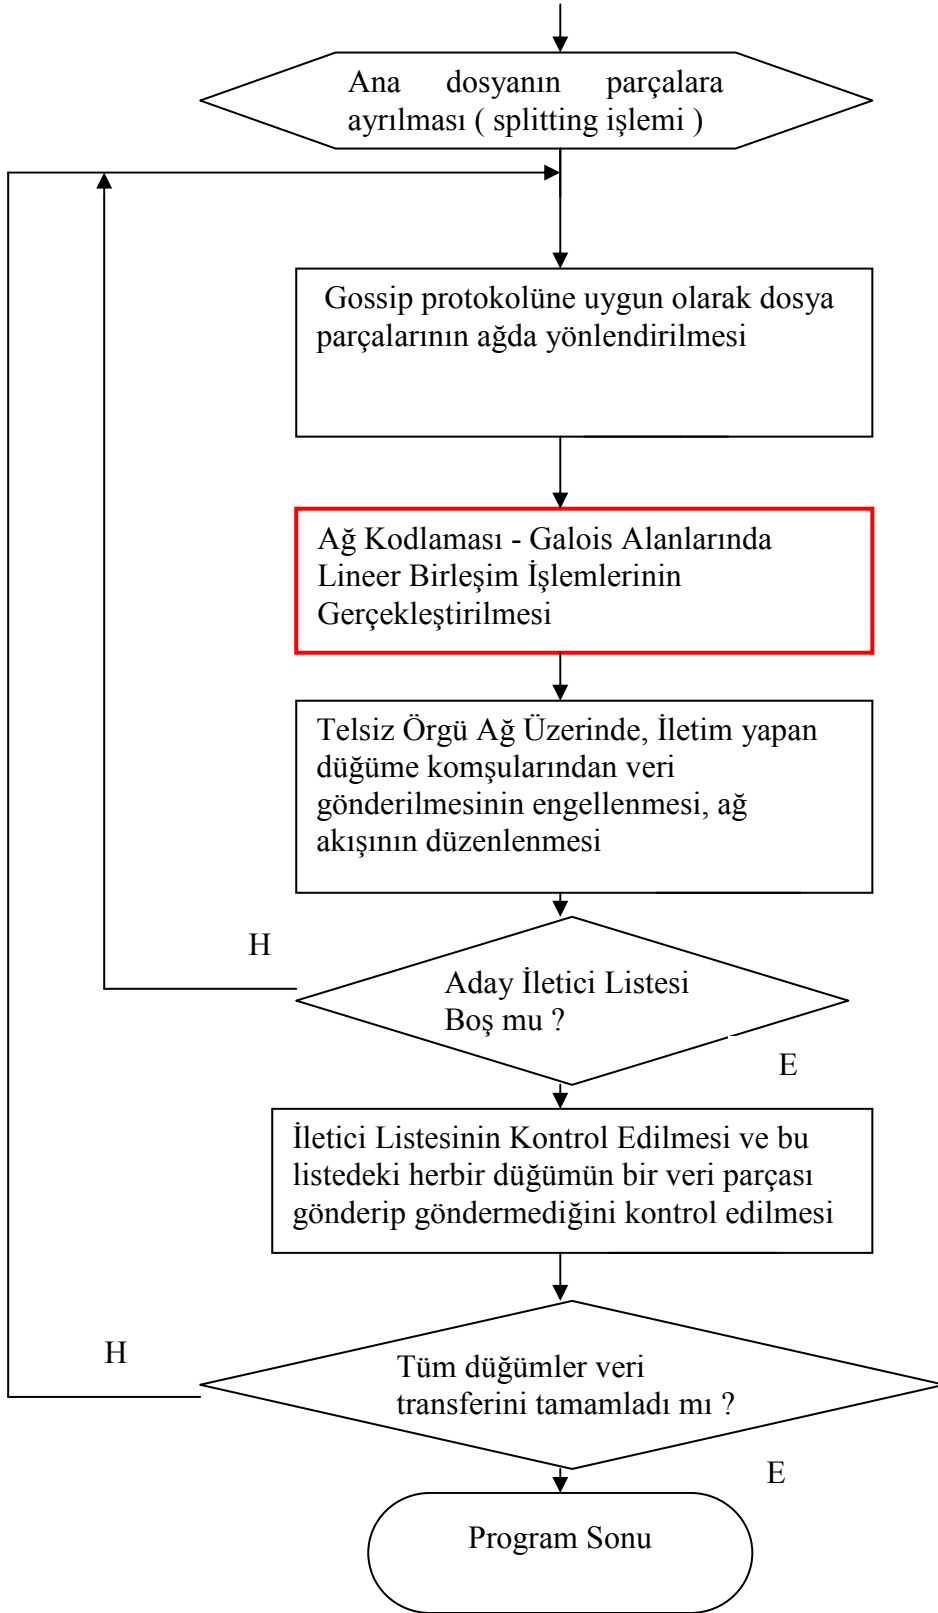 Ana dosyanın parçalara
ayrılması ( splitting işlemi )
Gossip protokolüne uygun olarak dosya
parçalarının ağda yönlendirilmesi
Ağ Kodlaması - Galois Alanlarında
Lineer Birleşim İşlemlerinin
Gerçekleştirilmesi
Telsiz Örgü Ağ Üzerinde, İletim yapan
düğüme komşularından veri
gönderilmesinin engellenmesi, ağ
akışının düzenlenmesi
H
Aday İletici Listesi
Boş mu ?
E
İletici Listesinin Kontrol Edilmesi ve bu
listedeki herbir düğümün bir veri parçası
gönderip göndermediğini kontrol edilmesi
H
Tüm düğümler veri
transferini tamamladı mı ?
E
Program Sonu